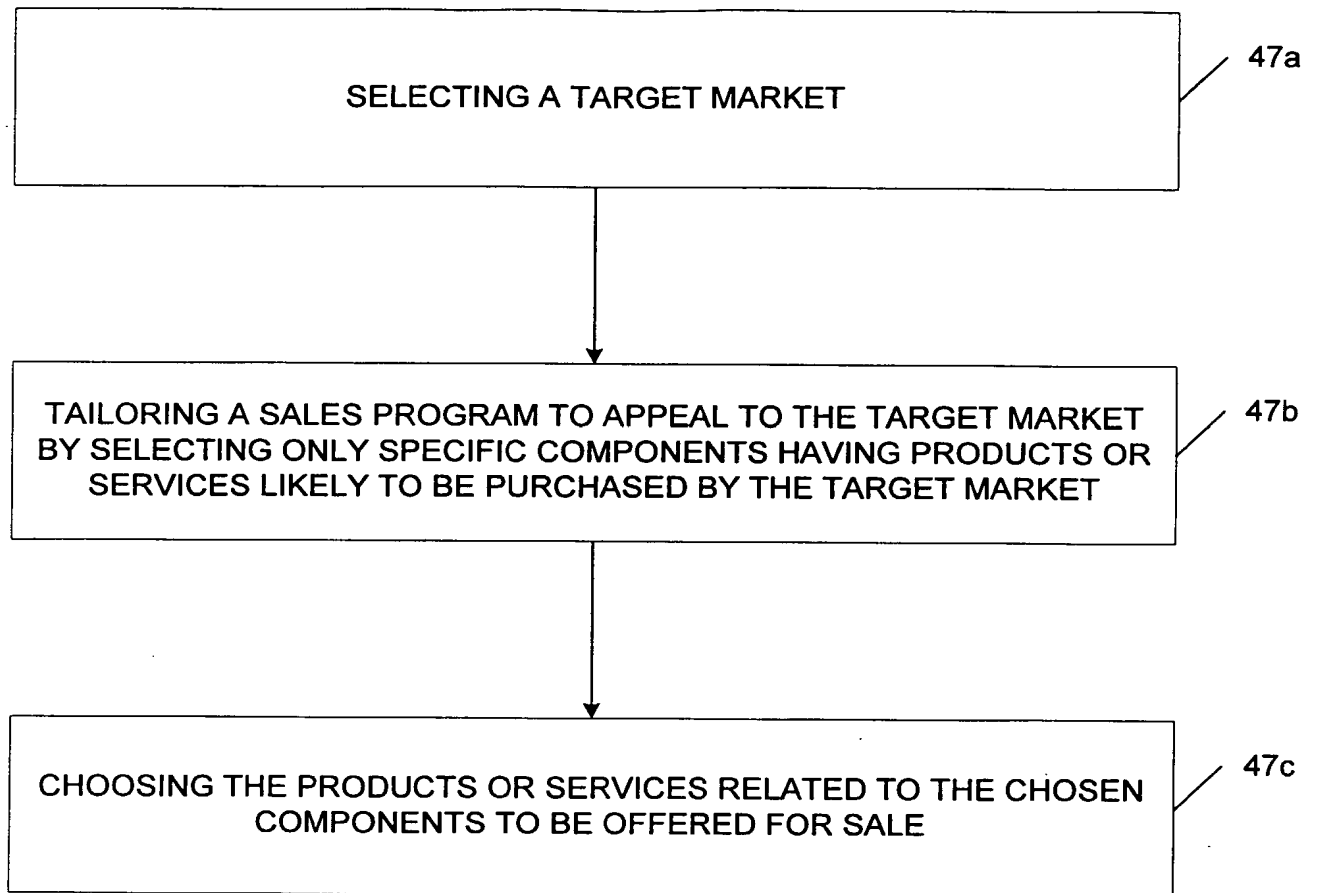 SELECTING A TARGET MARKET
47a
TAILORING A SALES PROGRAM TO APPEAL TO THE TARGET MARKET
BY SELECTING ONLY SPECIFIC COMPONENTS HAVING PRODUCTS OR
SERVICES LIKELY TO BE PURCHASED BY THE TARGET MARKET
47b
CHOOSING THE PRODUCTS OR SERVICES RELATED TO THE CHOSEN
COMPONENTS TO BE OFFERED FOR SALE
47c